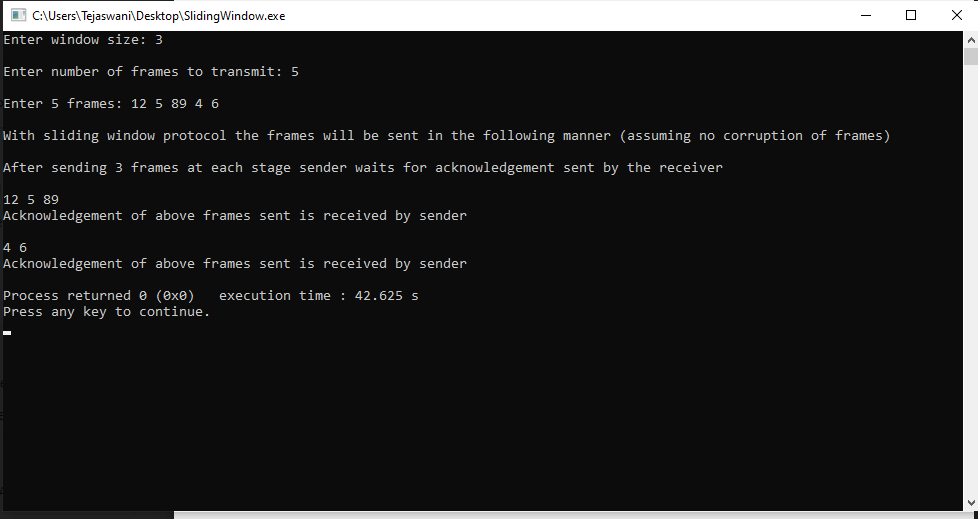 C:\Users\Tejaswani\Desktop\SlidingWindow.exe
Enter window size: 3
Enter number of frames to transmit: 5
Enter 5 frames: 12 5 89 4 6
With sliding window protocol the frames will be sent in the following manner (assuming no corruption of frames)
After sending 3 frames at each stage sender waits for acknowledgement sent by the receiver
12 5 89
Acknowledgement of above frames sent is received by sender
4 6
Acknowledgement of above frames sent is received by sender
Process returned 0 (0x0)   execution time : 42.625 s
Press any key to continue.